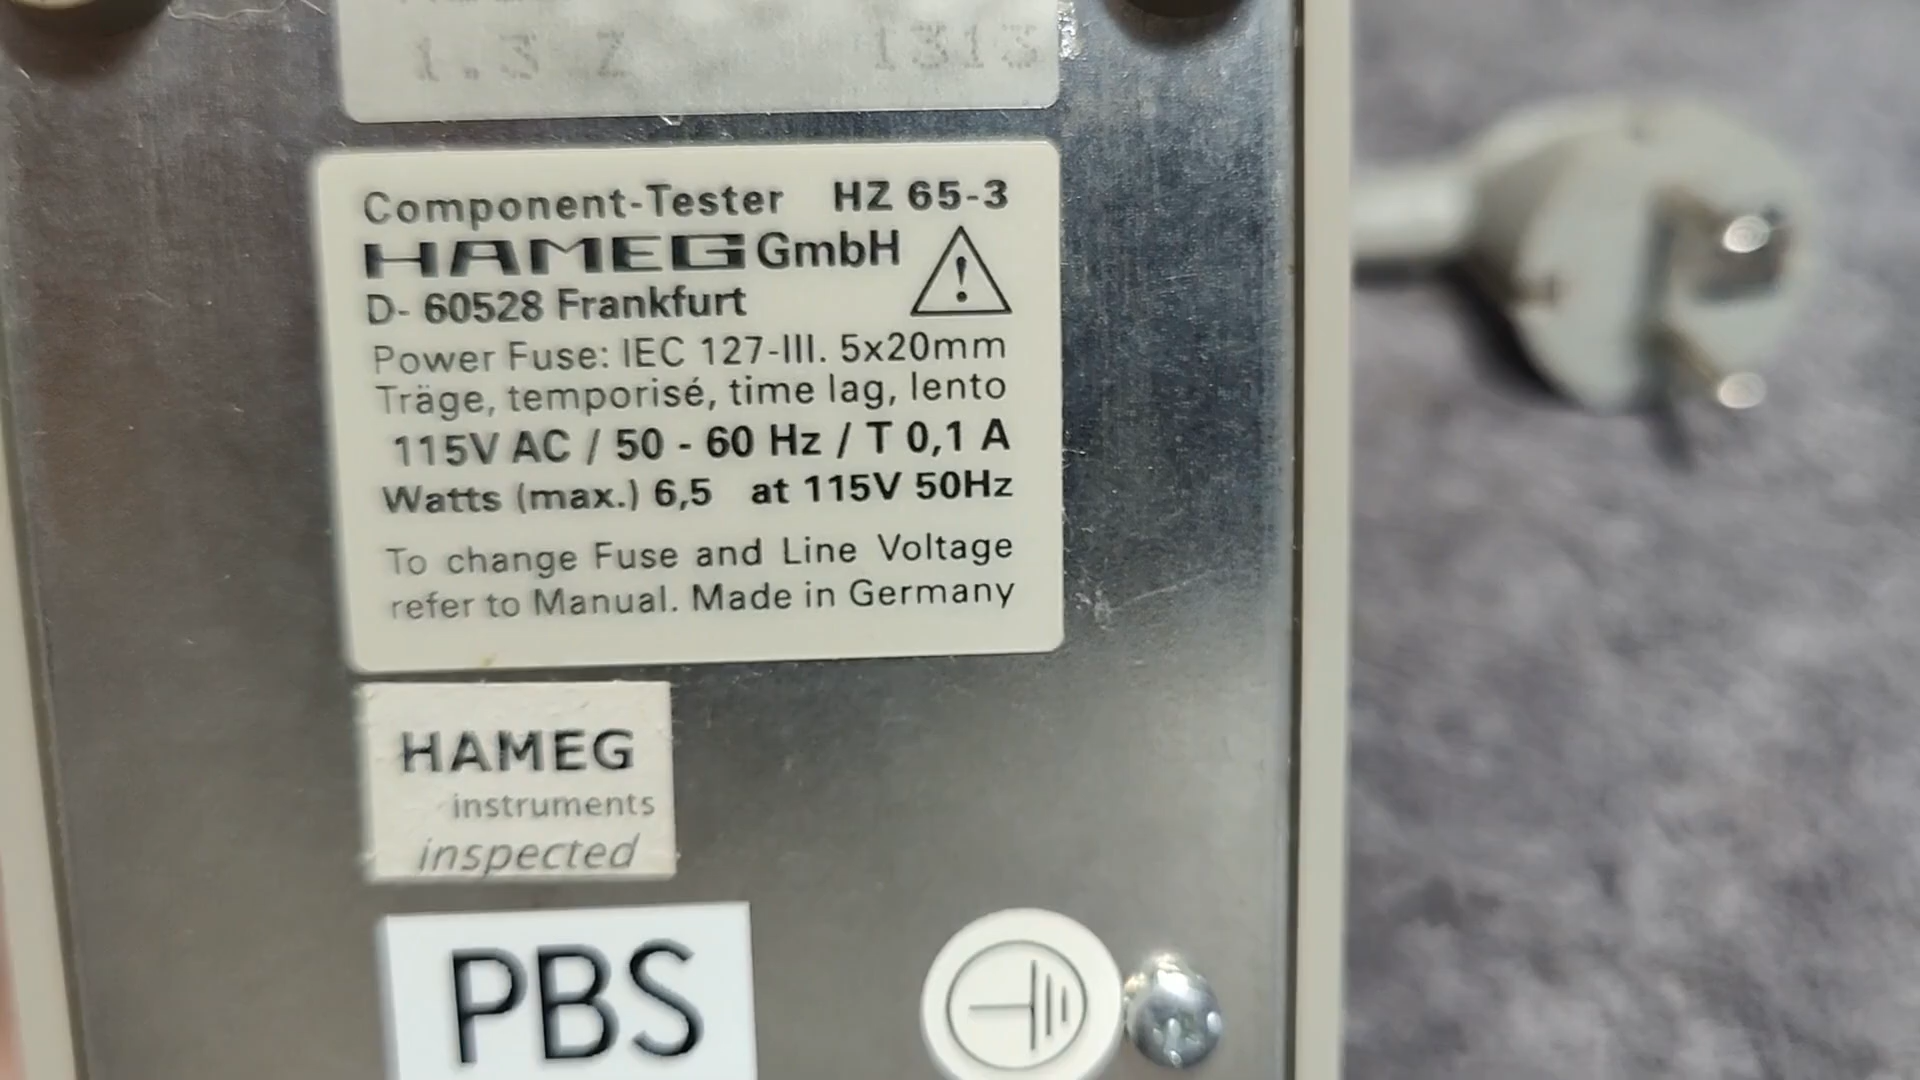 1.3 Z 1313
Component-Tester HZ 65-3
HAMEG GmbH
D- 60528 Frankfurt
Power Fuse: IEC 127-III. 5x20mm
Träge, temporisé, time lag, lento
115V AC / 50 - 60 Hz / T 0,1 A
Watts (max.) 6,5 at 115V 50Hz
To change Fuse and Line Voltage
refer to Manual. Made in Germany
HAMEG
instruments
inspected
PBS